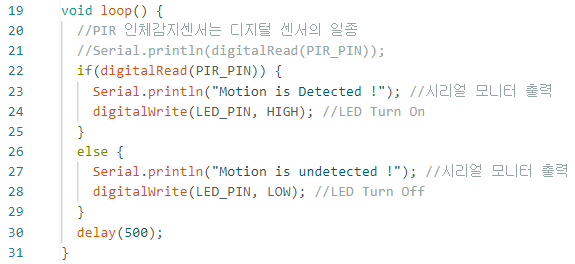 19 void loop() {
20 //PIR 인체감지센서는 디지털 센서의 일종
21 //Serial.println(digitalRead(PIR_PIN));
22 if(digitalRead(PIR_PIN)) {
23 Serial.println("Motion is Detected !"); //시리얼 모니터 출력
24 digitalWrite(LED_PIN, HIGH); //LED Turn On
25 }
26 else {
27 Serial.println("Motion is undetected !"); //시리얼 모니터 출력
28 digitalWrite(LED_PIN, LOW); //LED Turn Off
29 }
30 delay(500);
31 }